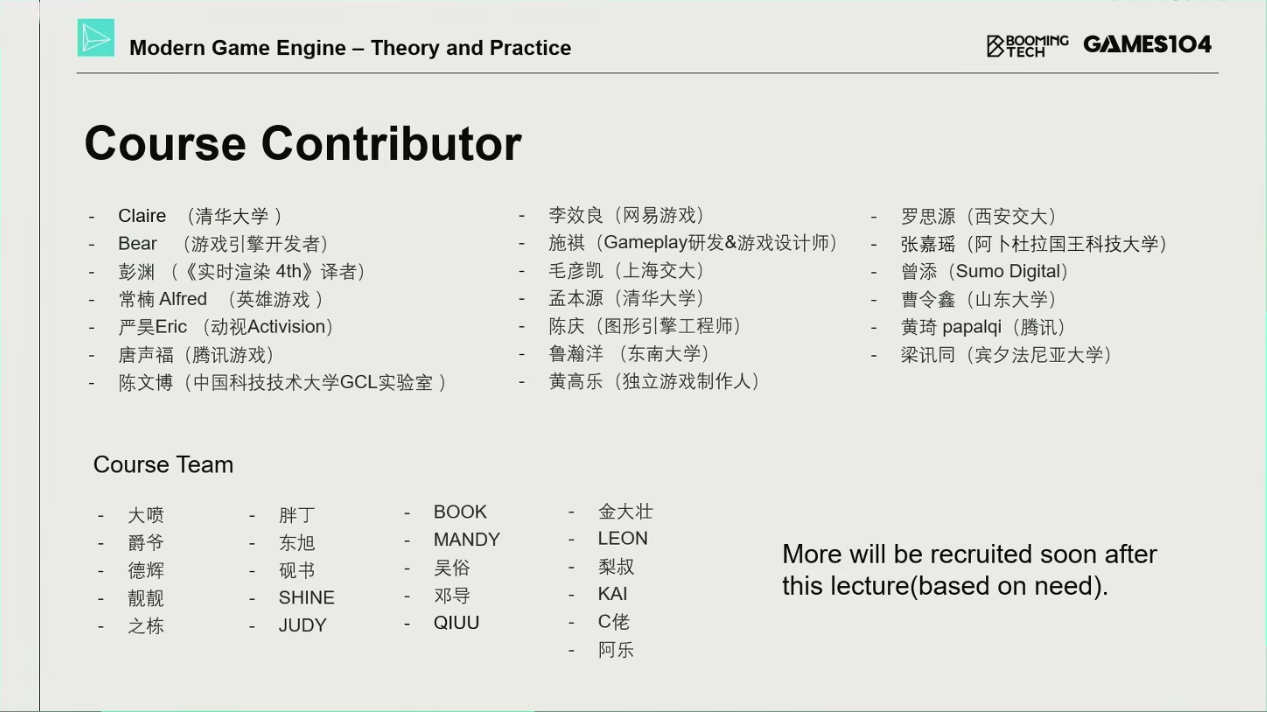 Modern Game Engine – Theory and Practice
BOOMING TECH
GAMES104
Course Contributor
- Claire （清华大学 ）
- Bear （游戏引擎开发者）
- 彭渊 （《实时渲染 4th》译者）
- 常楠 Alfred （英雄游戏 ）
- 严昊Eric （动视Activision）
- 唐声福（腾讯游戏）
- 陈文博（中国科技技术大学GCL实验室 ）
- 李效良（网易游戏）
- 施祺（Gameplay研发&游戏设计师）
- 毛彦凯（上海交大）
- 孟本源（清华大学）
- 陈庆（图形引擎工程师）
- 鲁瀚洋 （东南大学）
- 黄高乐（独立游戏制作人）
- 罗思源（西安交大）
- 张嘉瑶（阿卜杜拉国王科技大学）
- 曾添（Sumo Digital）
- 曹令鑫（山东大学）
- 黄琦 papalqi（腾讯）
- 梁讯同（宾夕法尼亚大学）
Course Team
- 大喷
- 爵爷
- 德辉
- 靓靓
- 之栋
- 胖丁
- 东旭
- 砚书
- SHINE
- JUDY
- BOOK
- MANDY
- 吴俗
- 邓导
- QIUU
- 金大壮
- LEON
- 梨叔
- KAI
- C佬
- 阿乐
More will be recruited soon after
this lecture(based on need).